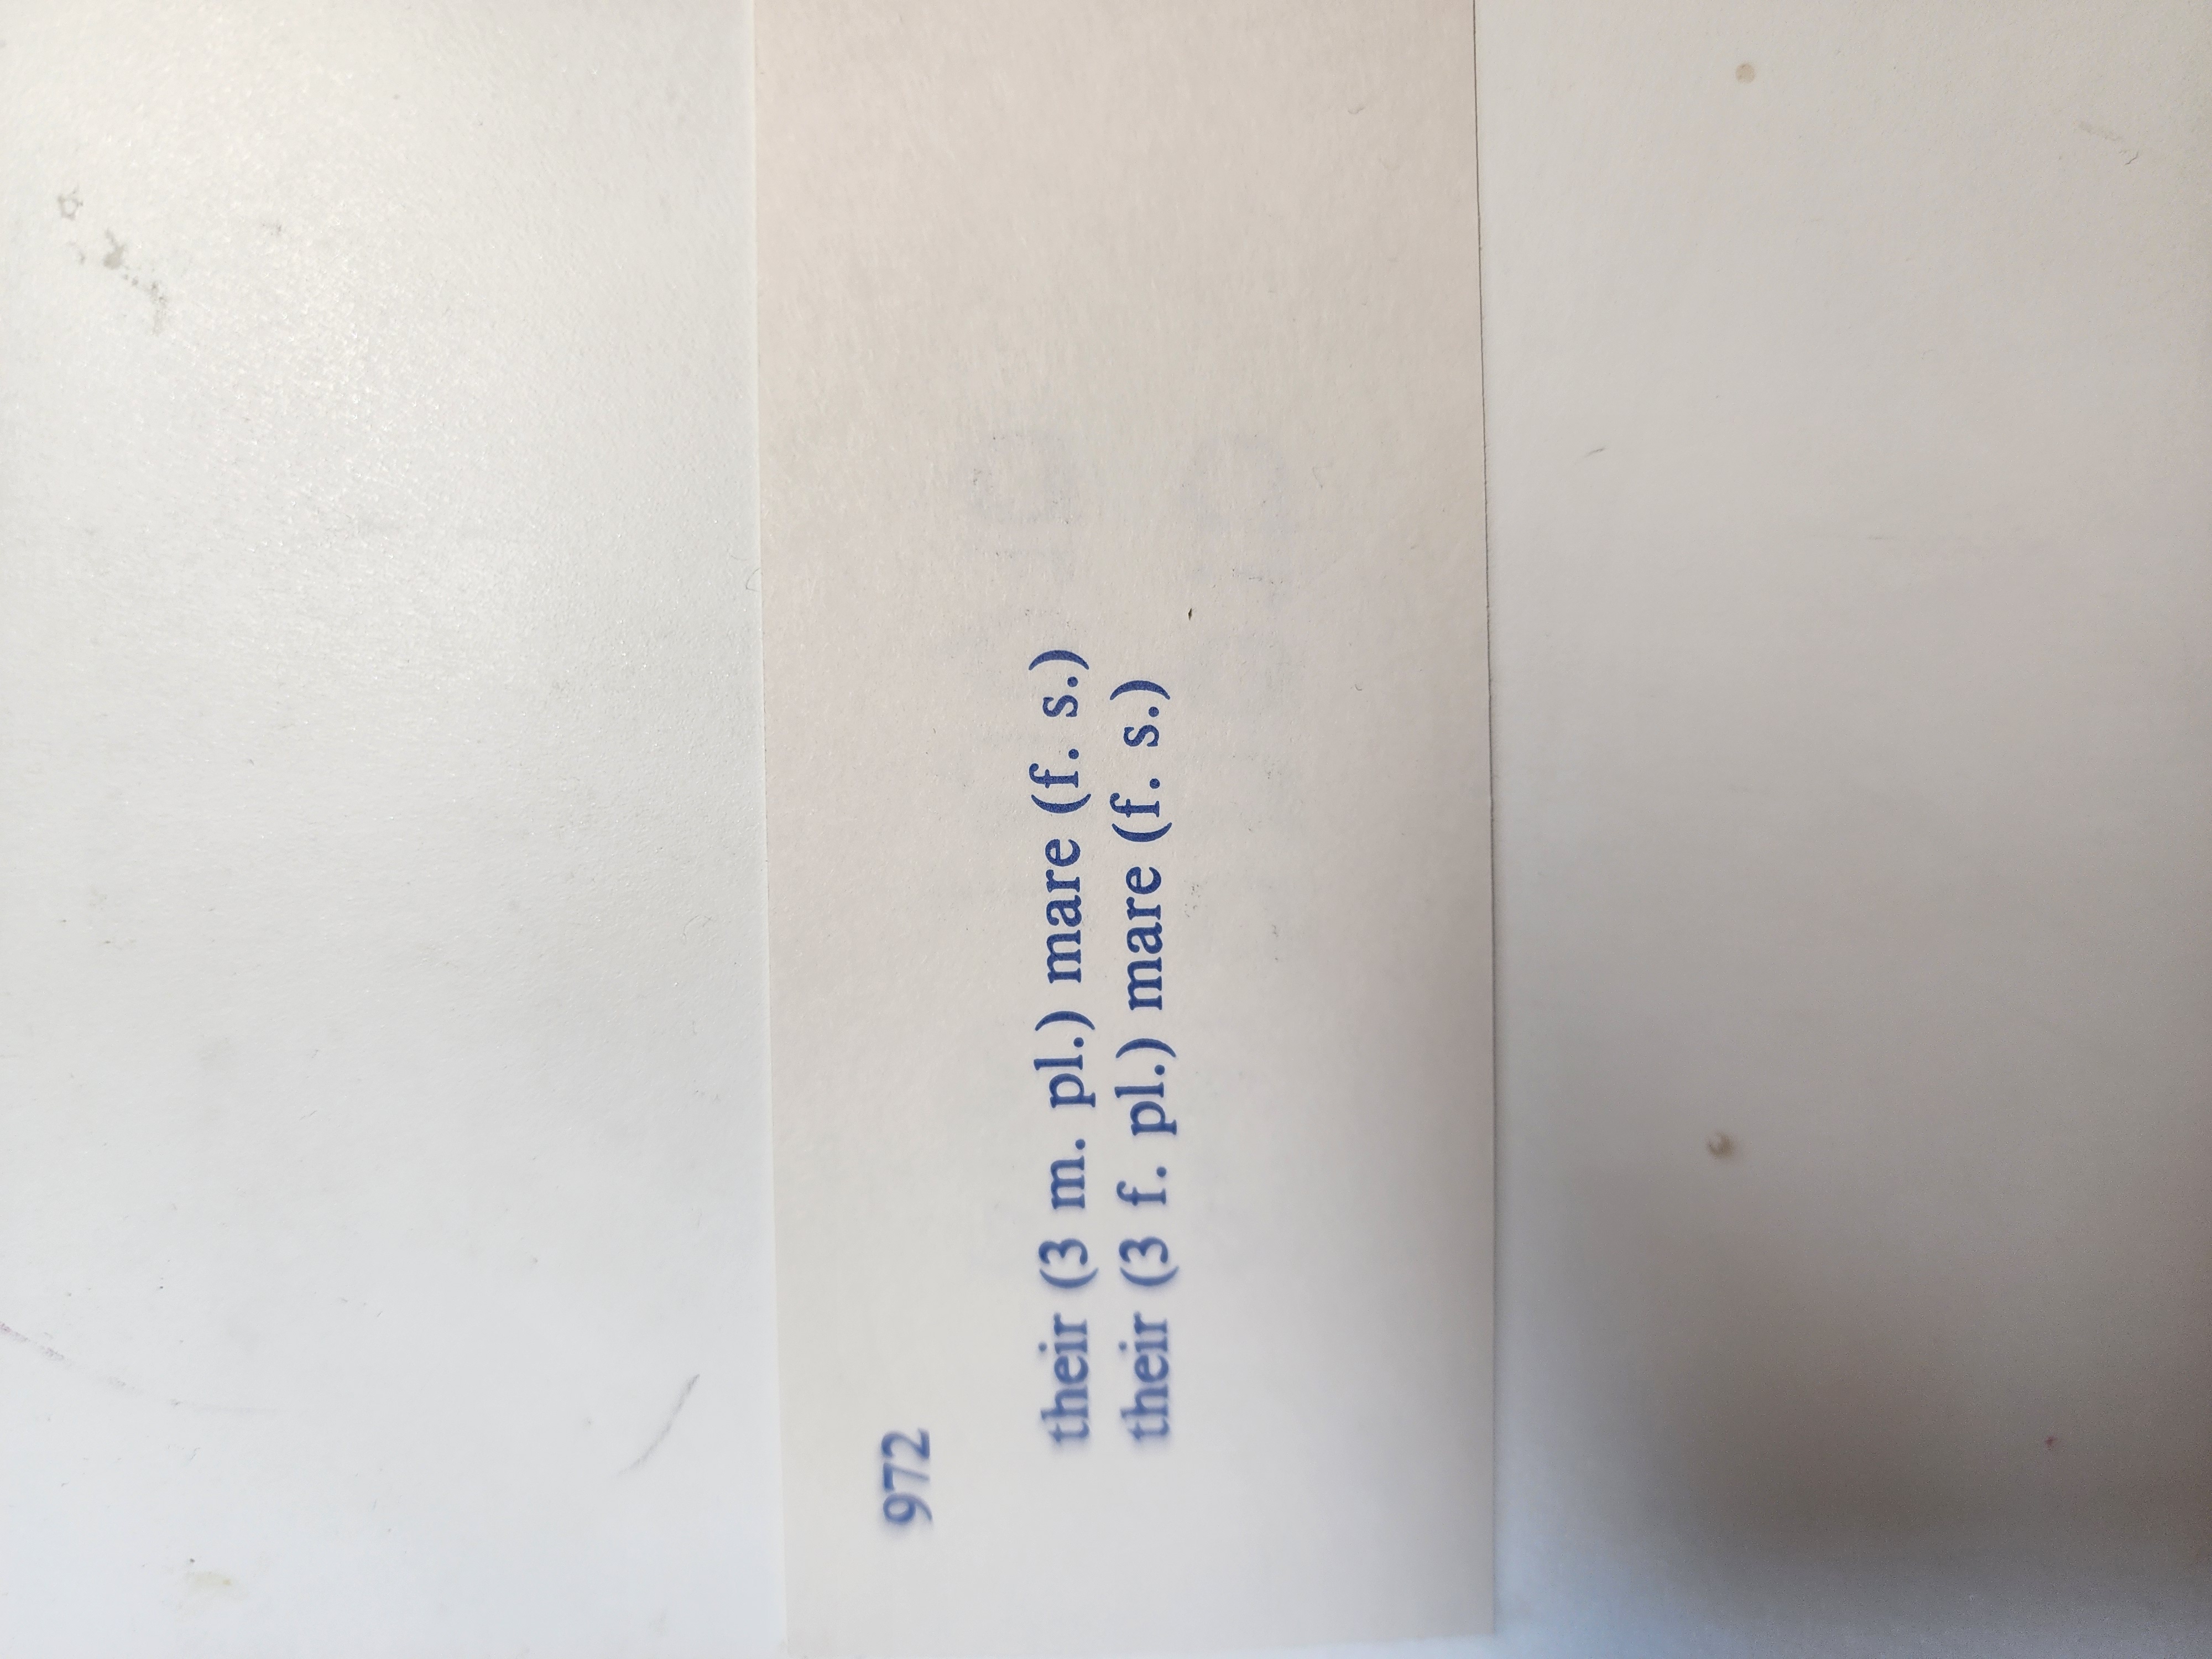 972
their (3 m. pl.) mare (f. s.)
their (3 f. pl.) mare (f. s.)